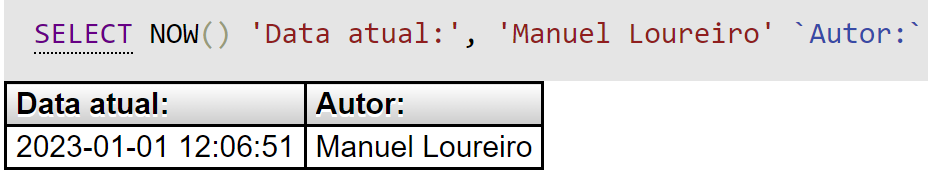 SELECT NOW() 'Data atual:', 'Manuel Loureiro' `Autor:`
Data atual: Autor:
2023-01-01 12:06:51 Manuel Loureiro